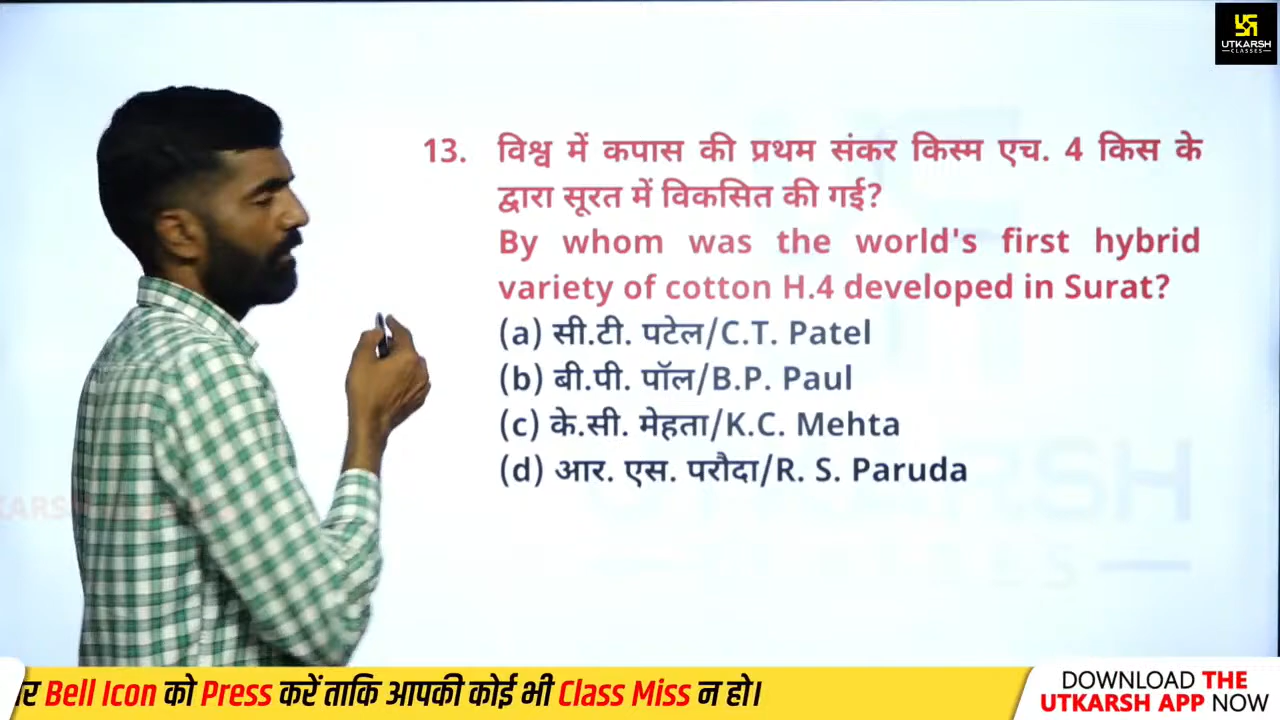 UTKARSH
CLASSES
13. विश्व में कपास की प्रथम संकर किस्म एच. 4 किस के
द्वारा सूरत में विकसित की गई?
By whom was the world's first hybrid
variety of cotton H.4 developed in Surat?
(a) सी.टी. पटेल/C.T. Patel
(b) बी.पी. पॉल/B.P. Paul
(c) के.सी. मेहता/K.C. Mehta
(d) आर. एस. परौदा/R. S. Paruda
र Bell Icon को Press करें ताकि आपकी कोई भी Class Miss न हो।
DOWNLOAD THE
UTKARSH APP NOW